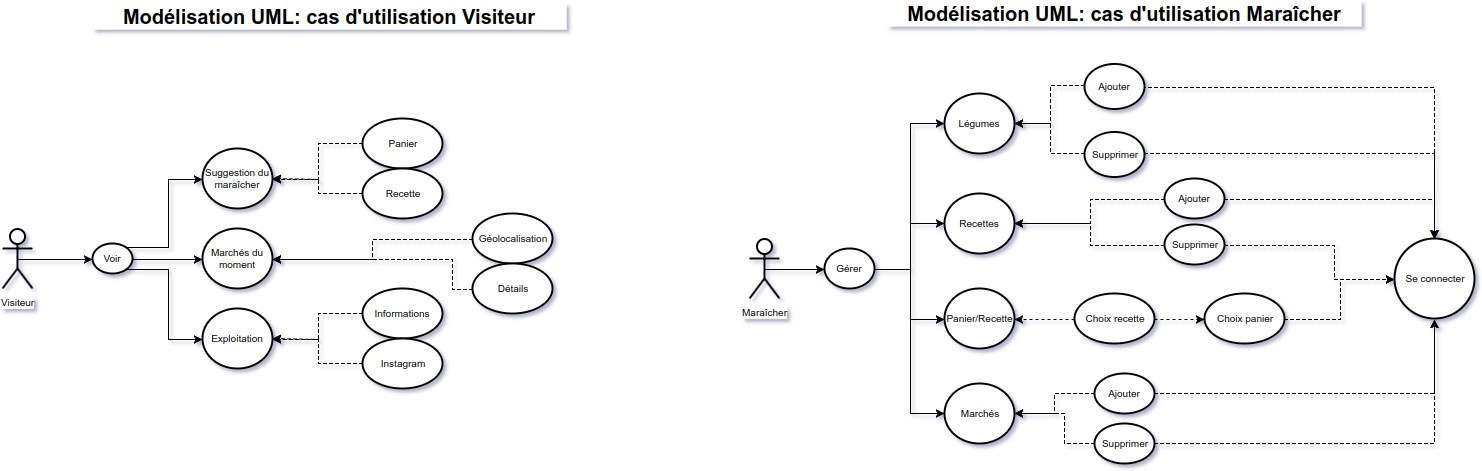 Modélisation UML: cas d'utilisation Visiteur
Panier
Suggestion du
maraîcher
Recette
Géolocalisation
Voir
Marchés du
moment
Détails
Visiteur
Informations
Exploitation
Instagram
Modélisation UML: cas d'utilisation Maraîcher
Ajouter
Légumes
Supprimer
Ajouter
Recettes
Supprimer
Gérer
Se connecter
Maraîcher
Panier/Recette
Choix recette
Choix panier
Ajouter
Marchés
Supprimer